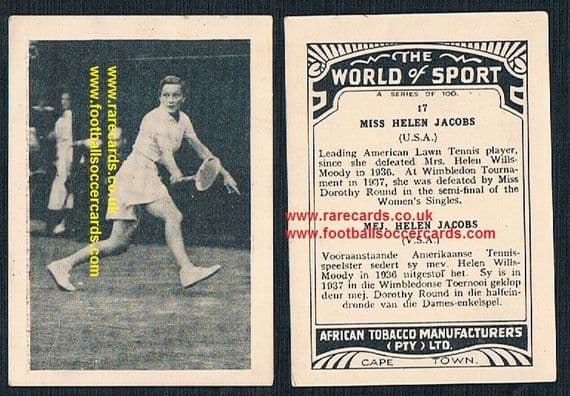 www.rarecards.co.uk
www.footballsoccercards.com
THE
WORLD of SPORT
A SERIES OF 100.
17
MISS HELEN JACOBS
(U.S.A.)
Leading American Lawn Tennis player,
since she defeated Mrs. Helen Wills-
Moody in 1936. At Wimbledon Tourna-
ment in 1937, she was defeated by Miss
Dorothy Round in the semi-final of the
Women's Singles.
www.rarecards.co.uk
MEJ. HELEN JACOBS
www.footballsoccercards.com
(V.S.A.)
Vooraanstaande Amerikaanse Tennis-
speelster sedert sy mev. Helen Wills-
Moody in 1936 uitgestof het. Sy is in
1937 in die Wimbledonse Toernooi geklop
deur mej. Dorothy Round in die halfein-
dronde van die Dames-enkelspel.
AFRICAN TOBACCO MANUFACTURERS
(PTY) LTD.
CAPE TOWN.